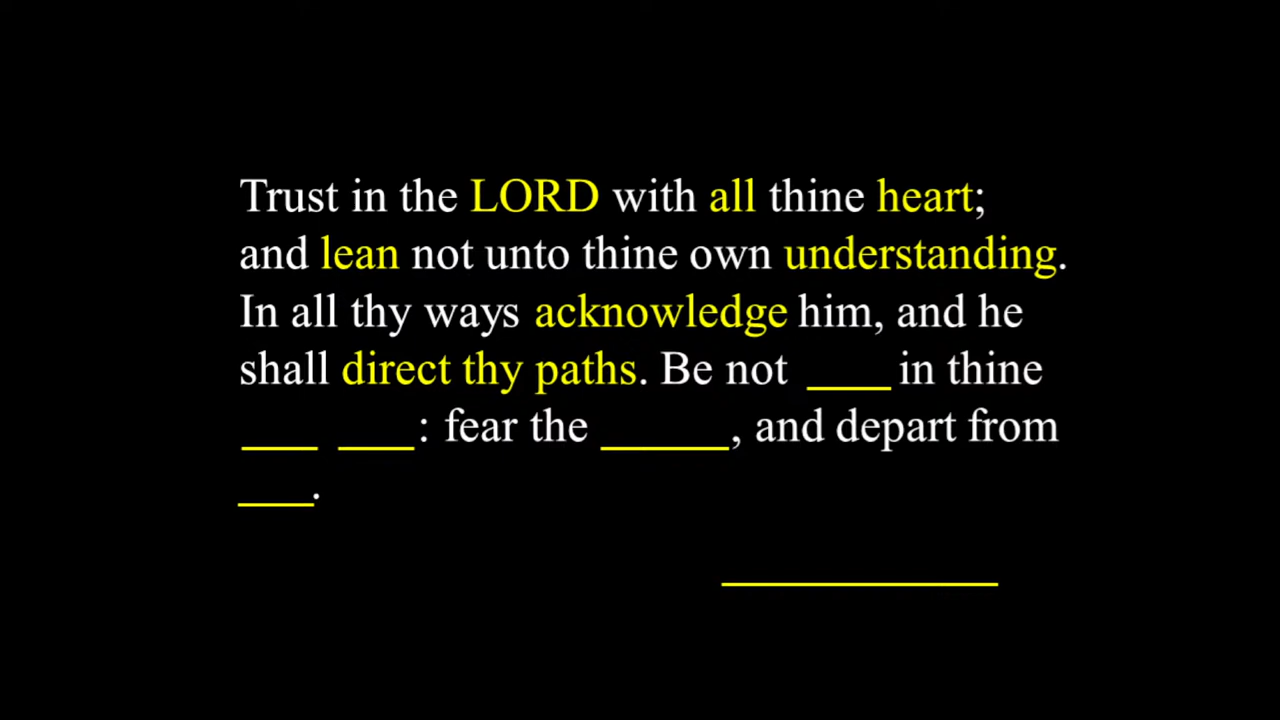 Trust in the LORD with all thine heart;
and lean not unto thine own understanding.
In all thy ways acknowledge him, and he
shall direct thy paths. Be not ____ in thine
____ ____: fear the ______, and depart from
____.
_____________